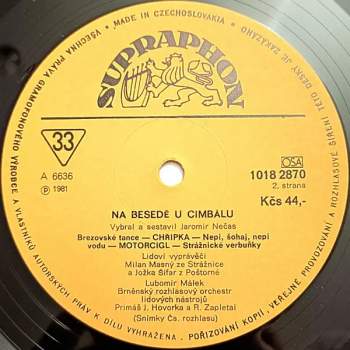 MADE IN CZECHOSLOVAKIA • VŠECHNA PRÁVA GRAMOFONOVÉHO VÝROBCE A VLASTNÍKŮ AUTORSKÝCH PRÁV K DÍLU VYHRAŽENA. POŘIZOVÁNÍ KOPIÍ, VEŘEJNÉ PROVOZOVÁNÍ A ROZHLASOVÉ ŠÍŘENÍ TÉTO DESKY JE ZAKÁZÁNO
SUPRAPHON
33
A 6636
Ⓟ 1981
OSA
1018 2870
2. strana
Kčs 44,-
NA BESEDĚ U CIMBÁLU
Vybral a sestavil Jaromír Nečas
Brezovské tance — CHŘIPKA — Nepi, šohaj, nepi
vodu — MOTORCIGL — Strážnické verbuňky
Lidoví vyprávěči
Milan Masný ze Strážnice
a Jožka Šifar z Poštorné
Lubomír Málek
Brněnský rozhlasový orchestr
lidových nástrojů
Primáš J. Hovorka a R. Zapletal
(Snímky Čs. rozhlasu)